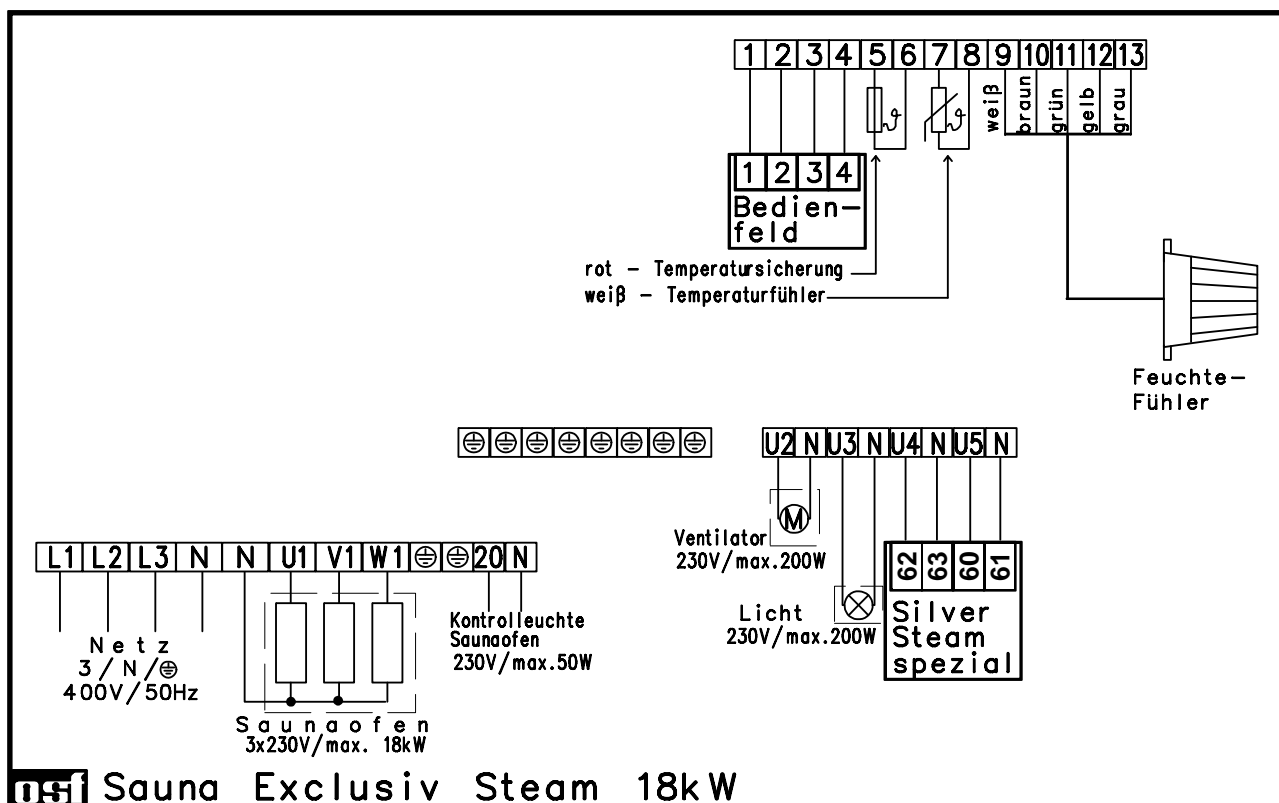 1 2 3 4 5 6 7 8 9 10 11 12 13
weiß
braun
grün
gelb
grau
1 2 3 4
Bedien-
feld
rot - Temperatursicherung
weiß - Temperaturfühler
Feuchte-
Fühler
U2 N U3 N U4 N U5 N
M
Ventilator
230V/max.200W
62 63 60 61
Licht
230V/max.200W
Silver
Steam
spezial
L1 L2 L3 N N U1 V1 W1 20 N
Netz
3/N/
400V/50Hz
Kontrolleuchte
Saunaofen
230V/max.50W
Saunaofen
3x230V/max. 18kW
osf Sauna Exclusiv Steam 18kW